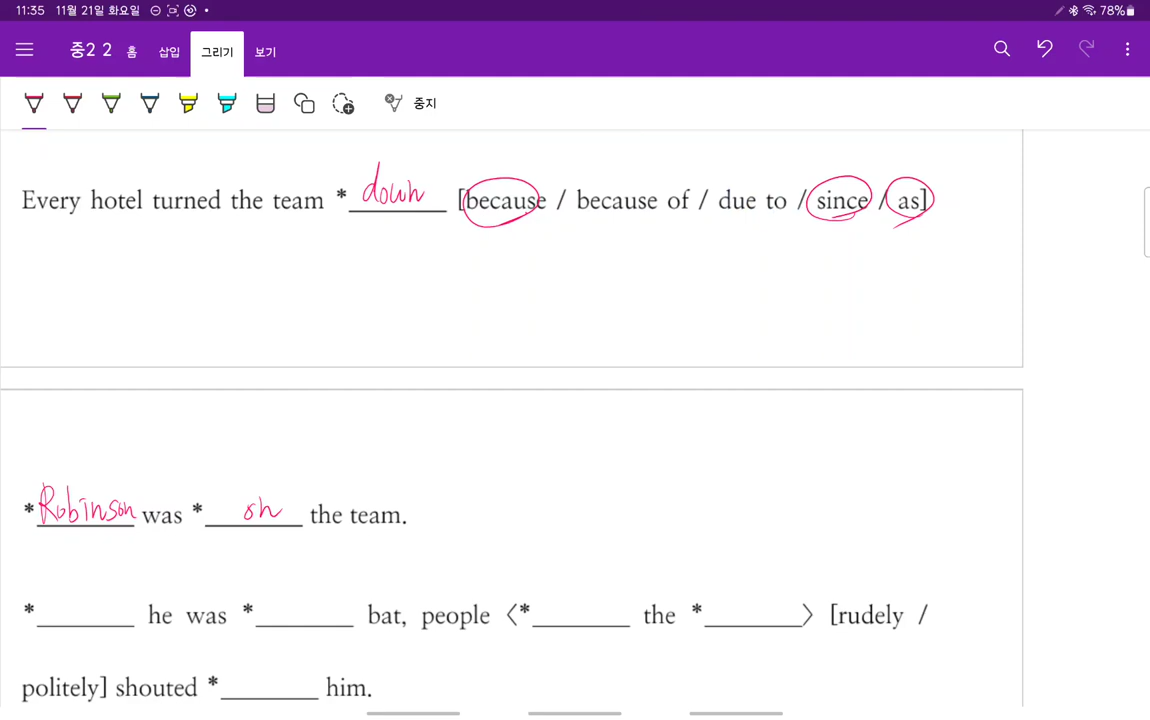 11:35 11월 21일 화요일 78%
중2 2 홈 삽입 그리기 보기
중지
Every hotel turned the team * down [because / because of / due to / since / as]
* Robinson was * on the team.
*________ he was *________ bat, people 〈*________ the *________〉 [rudely /
politely] shouted *________ him.